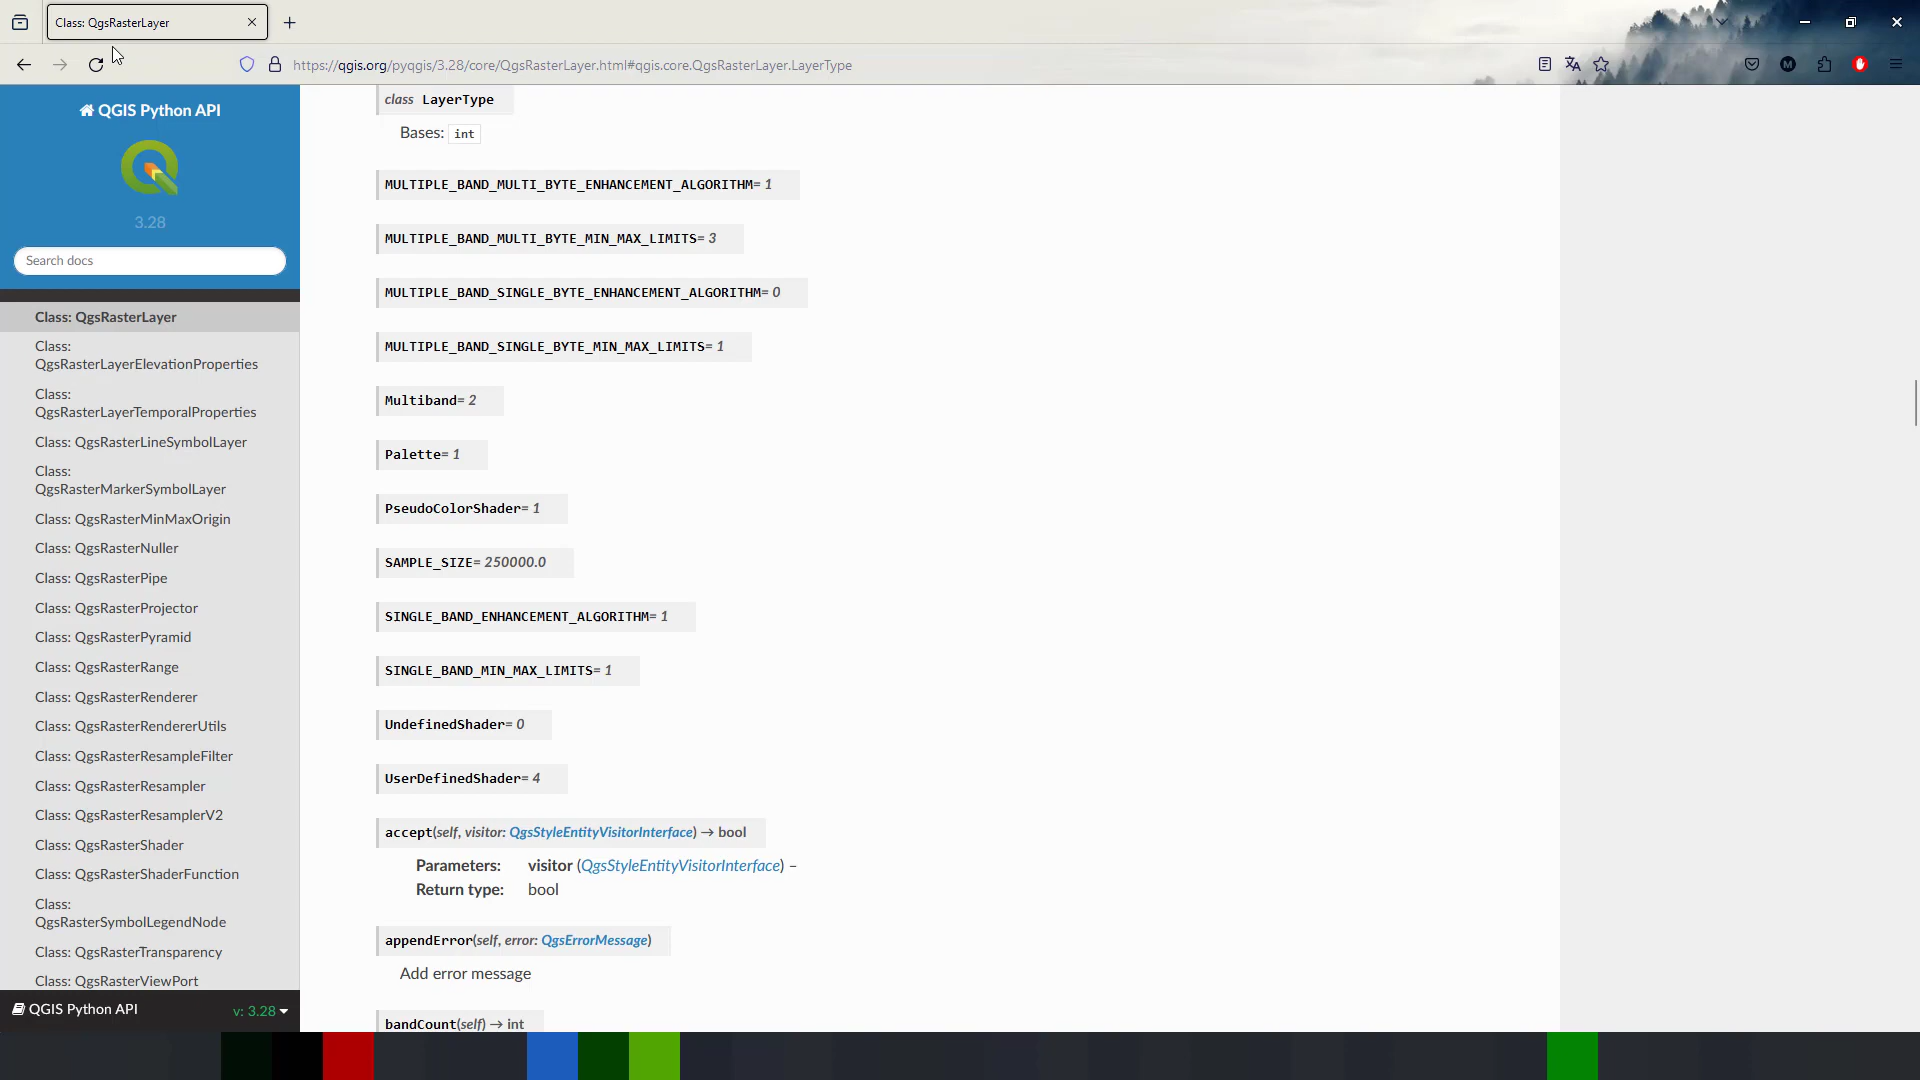 Class: QgsRasterLayer
https://qgis.org/pyqgis/3.28/core/QgsRasterLayer.html#qgis.core.QgsRasterLayer.LayerType
M
QGIS Python API
3.28
Search docs
Class: QgsRasterLayer
Class:
QgsRasterLayerElevationProperties
Class:
QgsRasterLayerTemporalProperties
Class: QgsRasterLineSymbolLayer
Class:
QgsRasterMarkerSymbolLayer
Class: QgsRasterMinMaxOrigin
Class: QgsRasterNuller
Class: QgsRasterPipe
Class: QgsRasterProjector
Class: QgsRasterPyramid
Class: QgsRasterRange
Class: QgsRasterRenderer
Class: QgsRasterRendererUtils
Class: QgsRasterResampleFilter
Class: QgsRasterResampler
Class: QgsRasterResamplerV2
Class: QgsRasterShader
Class: QgsRasterShaderFunction
Class:
QgsRasterSymbolLegendNode
Class: QgsRasterTransparency
Class: QgsRasterViewPort
QGIS Python API
v: 3.28
class LayerType
Bases: int
MULTIPLE_BAND_MULTI_BYTE_ENHANCEMENT_ALGORITHM= 1
MULTIPLE_BAND_MULTI_BYTE_MIN_MAX_LIMITS= 3
MULTIPLE_BAND_SINGLE_BYTE_ENHANCEMENT_ALGORITHM= 0
MULTIPLE_BAND_SINGLE_BYTE_MIN_MAX_LIMITS= 1
Multiband= 2
Palette= 1
PseudoColorShader= 1
SAMPLE_SIZE= 250000.0
SINGLE_BAND_ENHANCEMENT_ALGORITHM= 1
SINGLE_BAND_MIN_MAX_LIMITS= 1
UndefinedShader= 0
UserDefinedShader= 4
accept(self, visitor: QgsStyleEntityVisitorInterface) → bool
Parameters: visitor (QgsStyleEntityVisitorInterface) –
Return type: bool
appendError(self, error: QgsErrorMessage)
Add error message
bandCount(self) → int